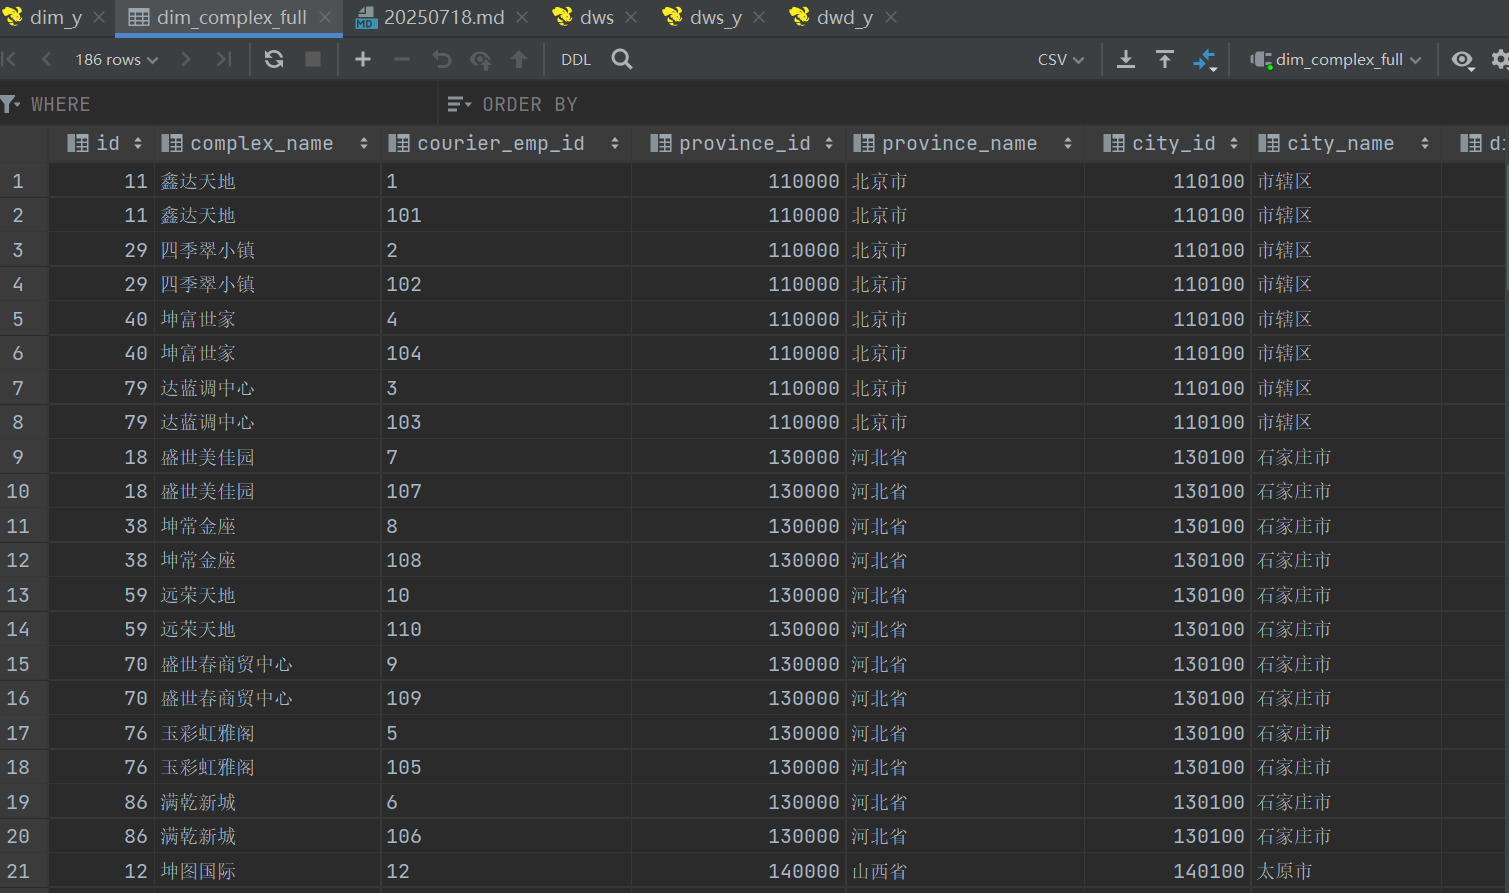 dim_y dim_complex_full 20250718.md dws dws_y dwd_y
186 rows DDL CSV dim_complex_full
WHERE ORDER BY
id complex_name courier_emp_id province_id province_name city_id city_name
1 11 鑫达天地 1 110000 北京市 110100 市辖区
2 11 鑫达天地 101 110000 北京市 110100 市辖区
3 29 四季翠小镇 2 110000 北京市 110100 市辖区
4 29 四季翠小镇 102 110000 北京市 110100 市辖区
5 40 坤富世家 4 110000 北京市 110100 市辖区
6 40 坤富世家 104 110000 北京市 110100 市辖区
7 79 达蓝调中心 3 110000 北京市 110100 市辖区
8 79 达蓝调中心 103 110000 北京市 110100 市辖区
9 18 盛世美佳园 7 130000 河北省 130100 石家庄市
10 18 盛世美佳园 107 130000 河北省 130100 石家庄市
11 38 坤常金座 8 130000 河北省 130100 石家庄市
12 38 坤常金座 108 130000 河北省 130100 石家庄市
13 59 远荣天地 10 130000 河北省 130100 石家庄市
14 59 远荣天地 110 130000 河北省 130100 石家庄市
15 70 盛世春商贸中心 9 130000 河北省 130100 石家庄市
16 70 盛世春商贸中心 109 130000 河北省 130100 石家庄市
17 76 玉彩虹雅阁 5 130000 河北省 130100 石家庄市
18 76 玉彩虹雅阁 105 130000 河北省 130100 石家庄市
19 86 满乾新城 6 130000 河北省 130100 石家庄市
20 86 满乾新城 106 130000 河北省 130100 石家庄市
21 12 坤图国际 12 140000 山西省 140100 太原市